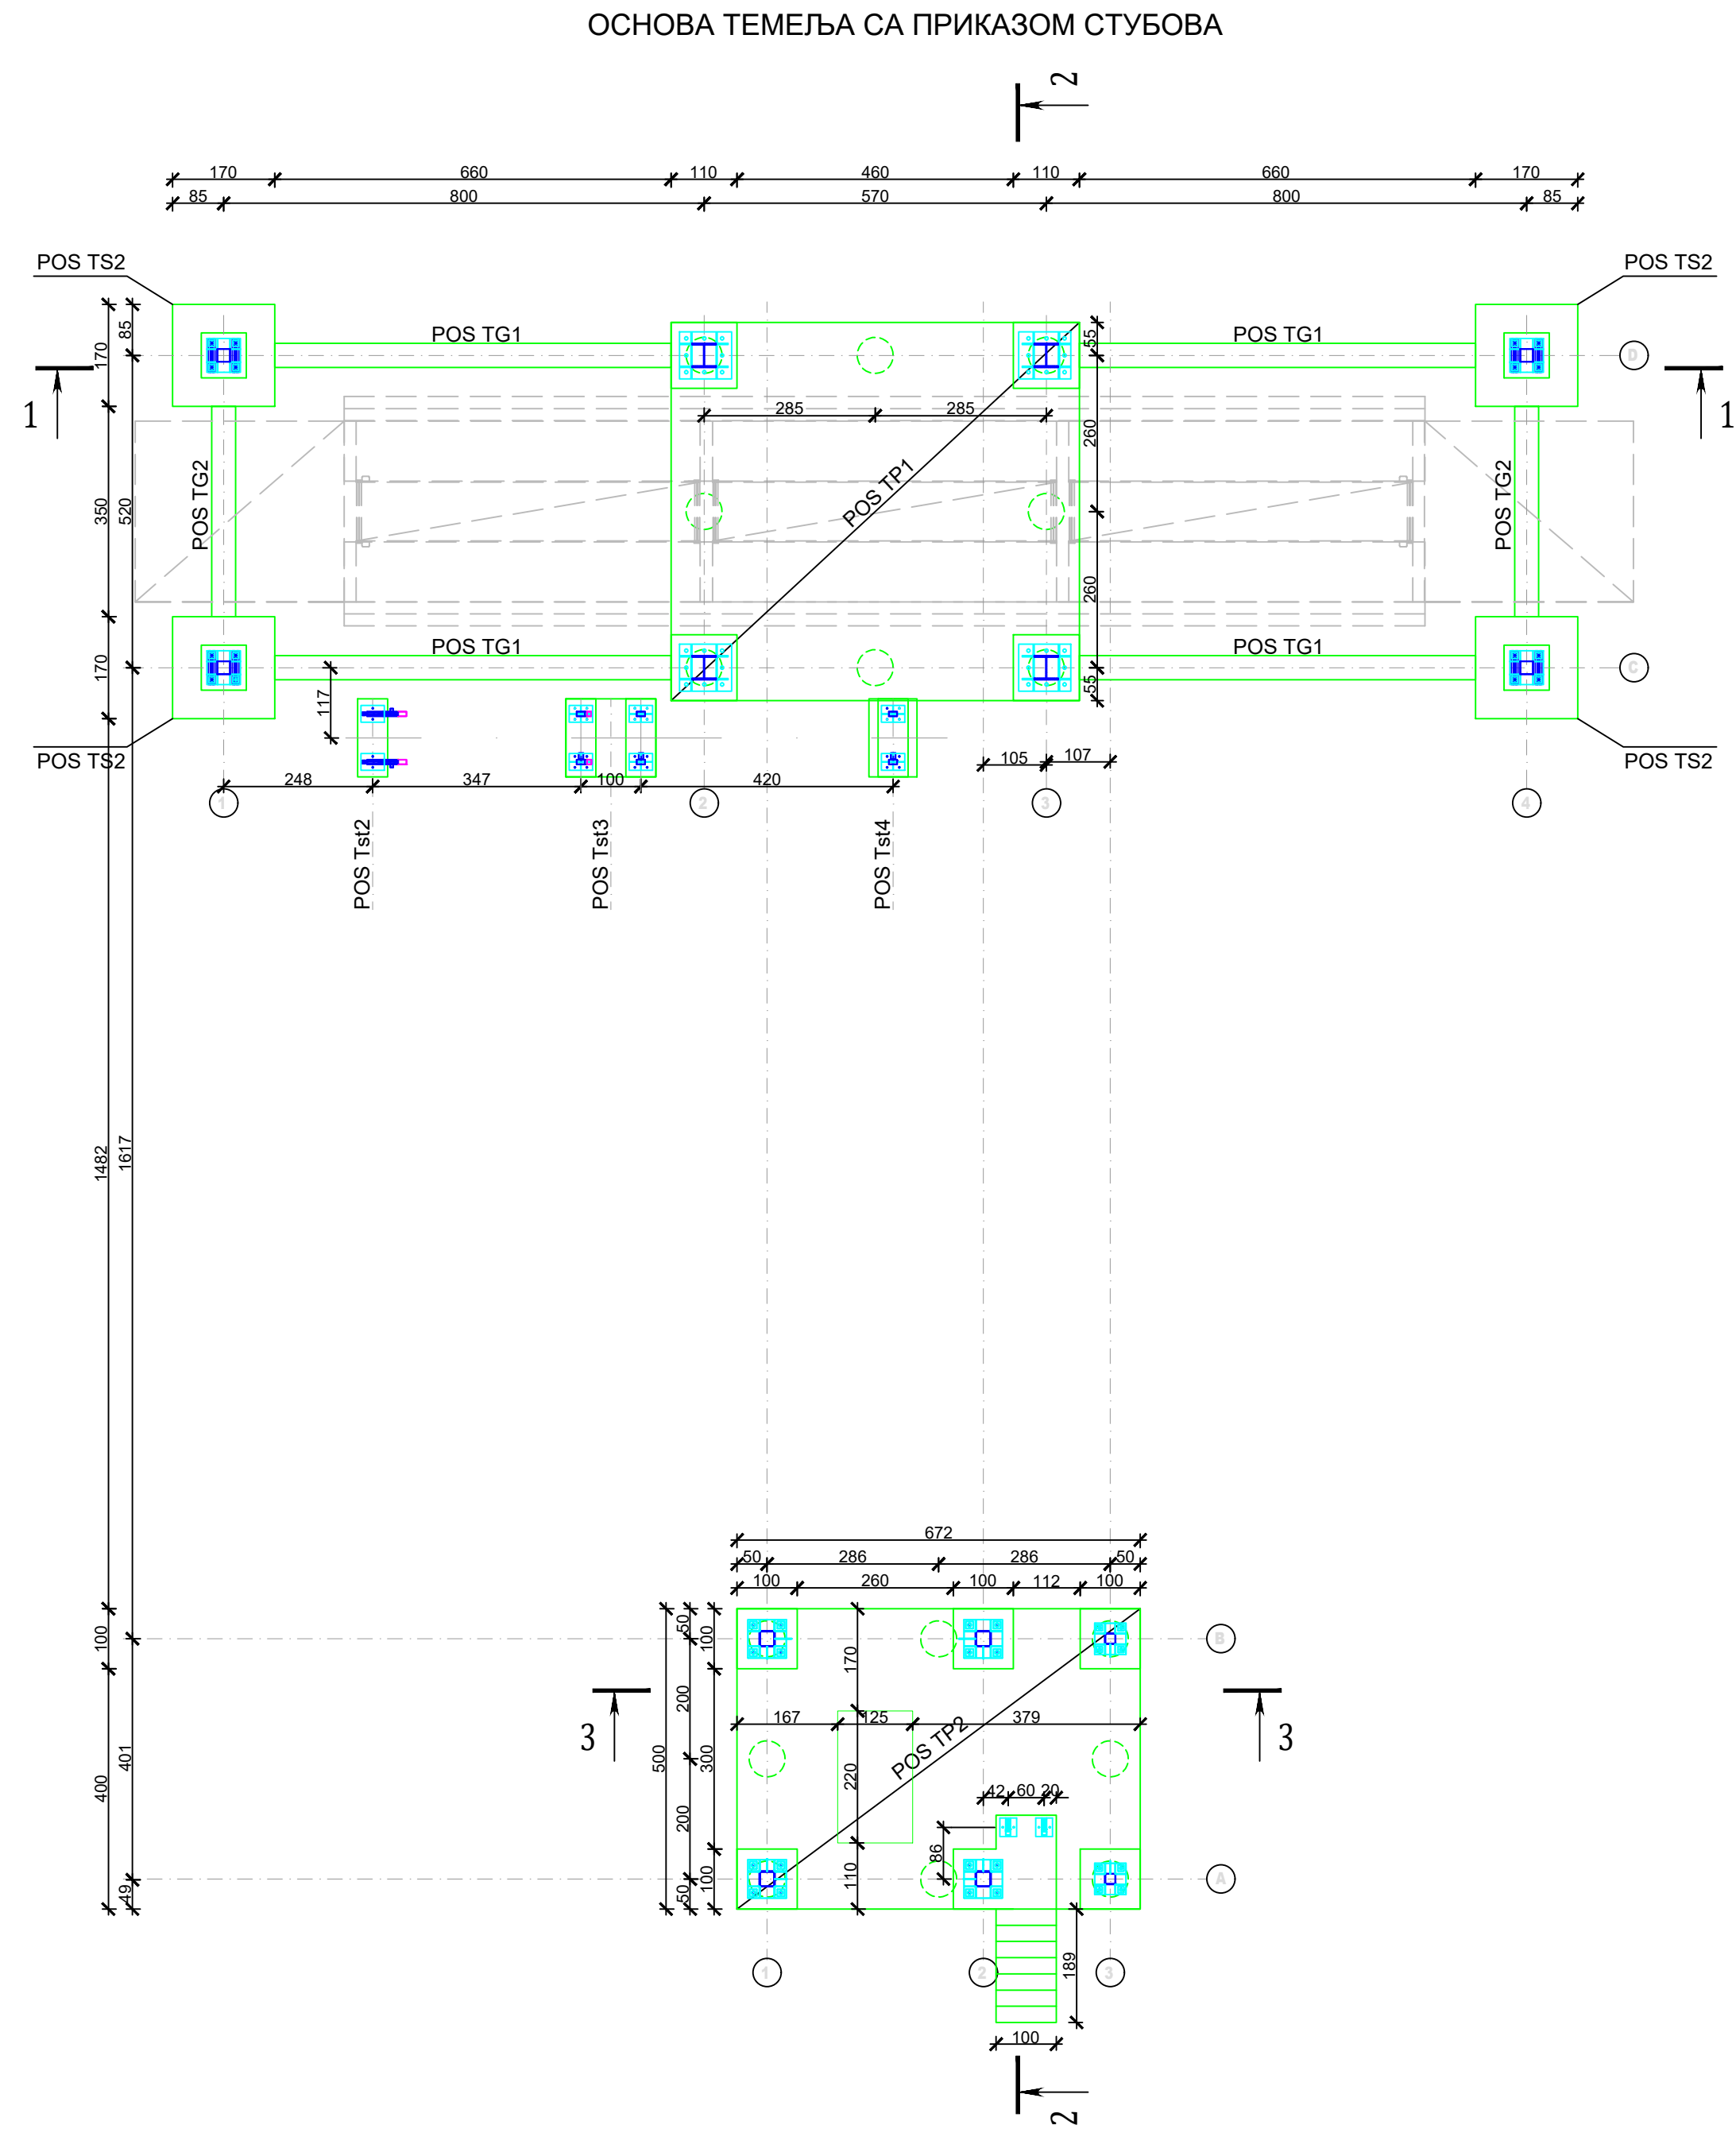 ОСНОВА ТЕМЕЉА СА ПРИКАЗОМ СТУБОВА
2
170 660 110 460 110 660 170
85 800 570 800 85
POS TS2 POS TS2
POS TG1 POS TG1
85 170 55
D
1 1
285 285
260
POS TG2 POS TP1 POS TG2
350 520
260
POS TG1 POS TG1
170 117 55
C
POS TS2 POS TS2
105 107
248 347 100 420
1 2 3 4
POS Tst2 POS Tst3 POS Tst4
1482 1617
672
50 286 286 50
100 260 100 112 100
100 50 100 170
B
200
3 3
167 125 379
POS TP2
400 401 500 300 220
42 60 20
200
86
49 50 100 110
A
189
1 2 3
100
2